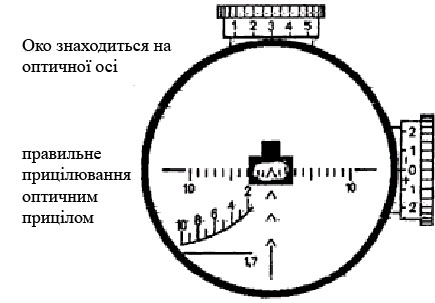 1 2 3 4 5
Око знаходиться на
оптичної осі
2
1
0
1
2
правильне
прицілювання
оптичним
прицілом
10 10
10 8 6 4 2
1,7